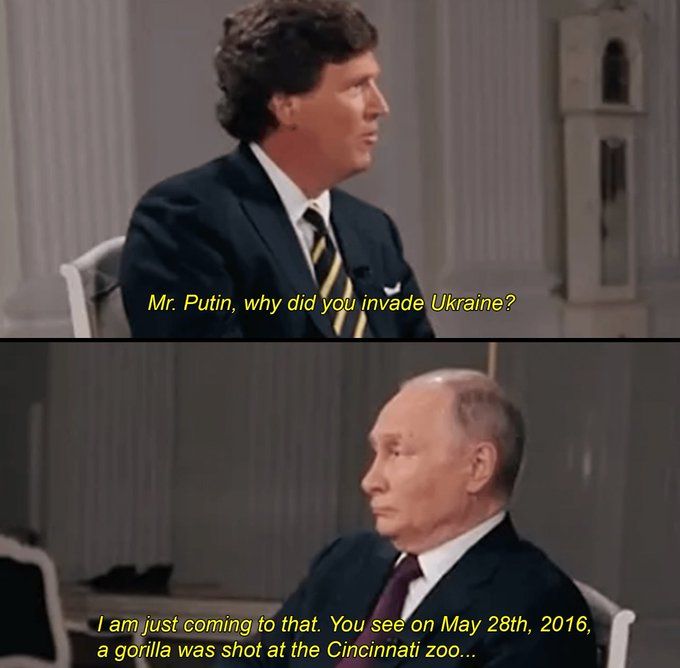 Mr. Putin, why did you invade Ukraine?
I am just coming to that. You see on May 28th, 2016,
a gorilla was shot at the Cincinnati zoo...